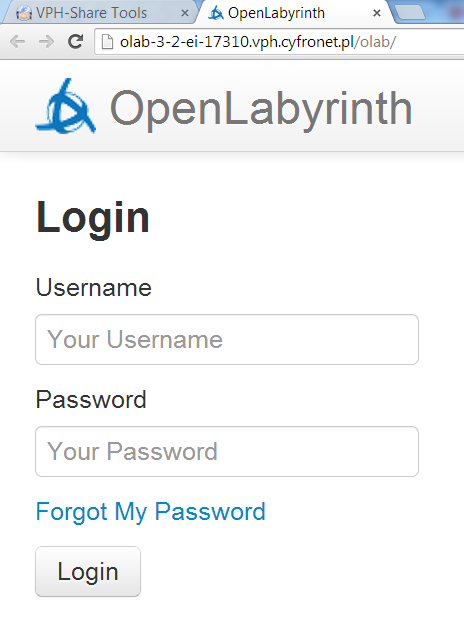 VPH-Share Tools
OpenLabyrinth
olab-3-2-ei-17310.vph.cyfronet.pl/olab/
OpenLabyrinth
Login
Username
Your Username
Password
Your Password
Forgot My Password
Login